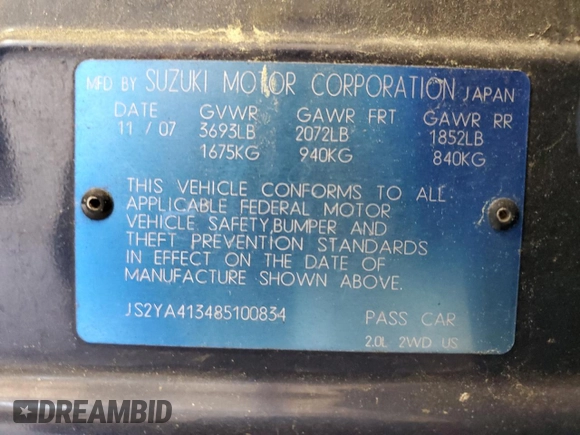 MFD BY SUZUKI MOTOR CORPORATION JAPAN
DATE GVWR GAWR FRT GAWR RR
11 / 07 3693LB 2072LB 1852LB
1675KG 940KG 840KG
THIS VEHICLE CONFORMS TO ALL
APPLICABLE FEDERAL MOTOR
VEHICLE SAFETY,BUMPER AND
THEFT PREVENTION STANDARDS
IN EFFECT ON THE DATE OF
MANUFACTURE SHOWN ABOVE.
JS2YA413485100834 PASS CAR
2.0L 2WD US
DREAMBID